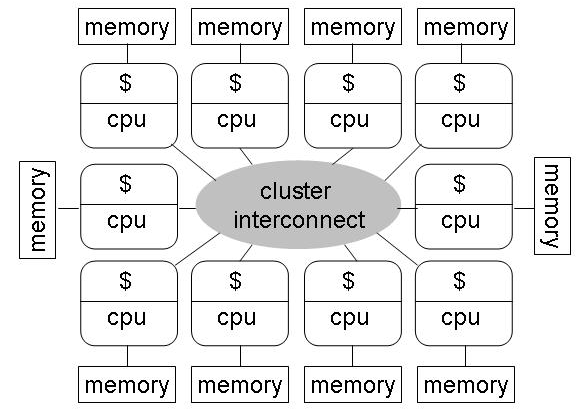 memory memory memory memory
$ $ $ $
cpu cpu cpu cpu
memory
$
cpu
cluster
interconnect
$
cpu
memory
$ $ $ $
cpu cpu cpu cpu
memory memory memory memory